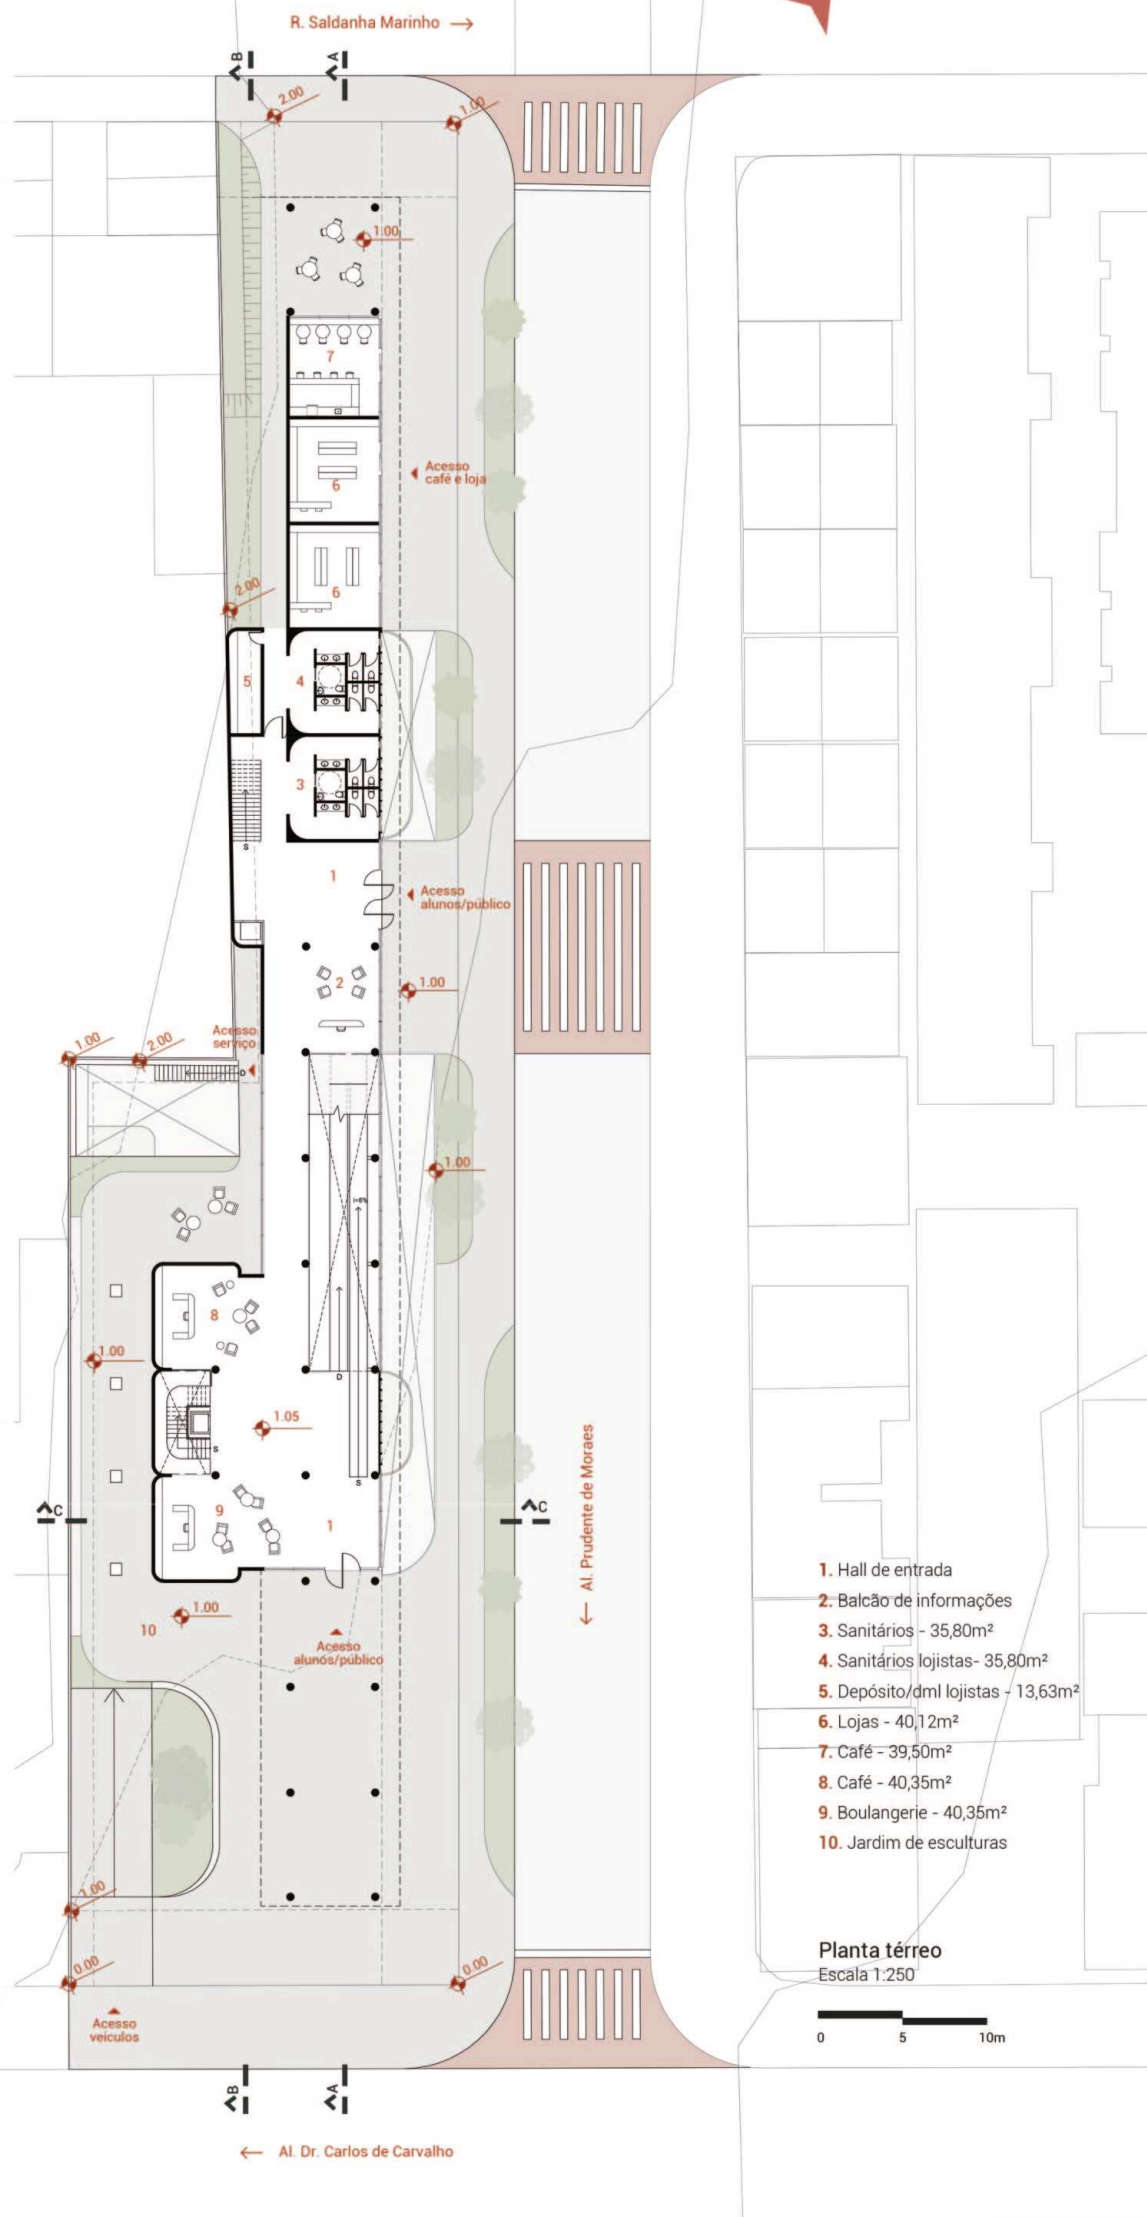 R. Saldanha Marinho →
B
A
2.00
1.00
1.00
7
6
Acesso
café e loja
6
2.00
5
4
3
S
1
Acesso
alunos/público
2
1.00
Acesso
serviço
1.00
2.00
D
1.00
i=8%
8
1.00
D
1.05
S
S
C
C
9
1
← Al. Prudente de Moraes
1.00
10
Acesso
alunos/público
1. Hall de entrada
2. Balcão de informações
3. Sanitários - 35,80m²
4. Sanitários lojistas- 35,80m²
5. Depósito/dml lojistas - 13,63m²
6. Lojas - 40,12m²
7. Café - 39,50m²
8. Café - 40,35m²
9. Boulangerie - 40,35m²
10. Jardim de esculturas
1.00
0.00
0.00
Planta térreo
Escala 1:250
0 5 10m
Acesso
veículos
B
A
← Al. Dr. Carlos de Carvalho